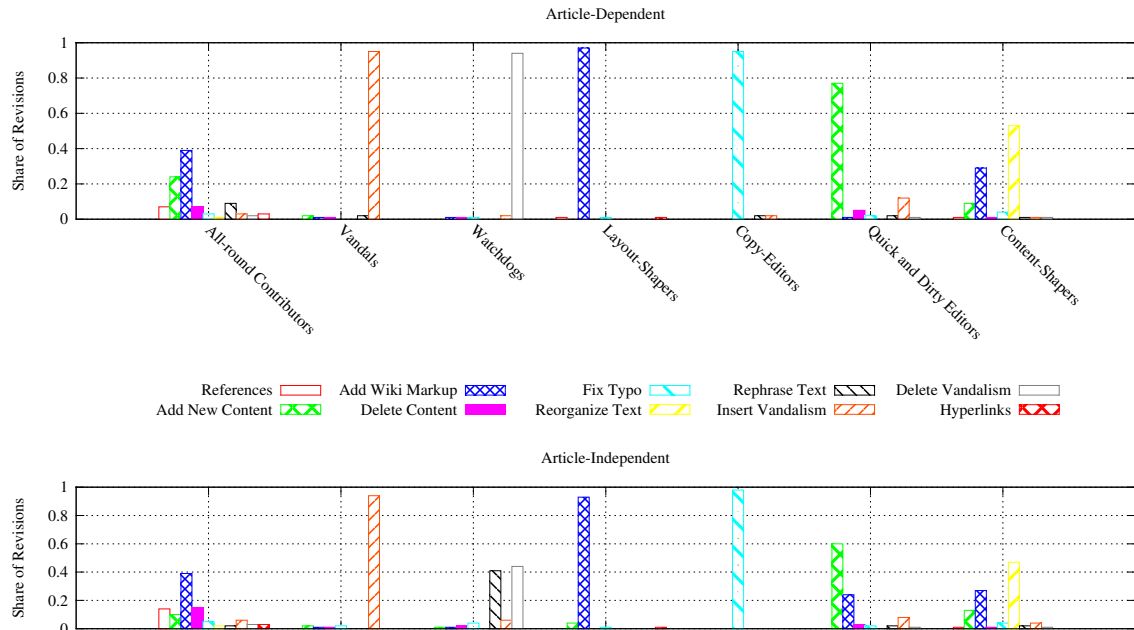 Article-Dependent
Share of Revisions
1
0.8
0.6
0.4
0.2
0
All-round Contributors
Vandals
Watchdogs
Layout-Shapers
Copy-Editors
Quick and Dirty Editors
Content-Shapers
References Add Wiki Markup Fix Typo Rephrase Text Delete Vandalism
Add New Content Delete Content Reorganize Text Insert Vandalism Hyperlinks
Article-Independent
Share of Revisions
1
0.8
0.6
0.4
0.2
0